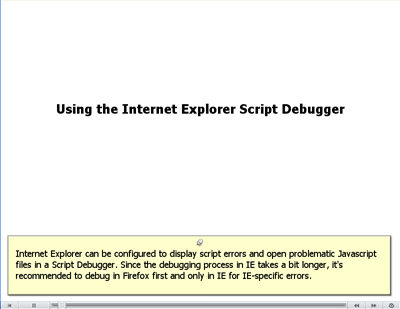 Using the Internet Explorer Script Debugger
Internet Explorer can be configured to display script errors and open problematic Javascript
files in a Script Debugger. Since the debugging process in IE takes a bit longer, it's
recommended to debug in Firefox first and only in IE for IE-specific errors.